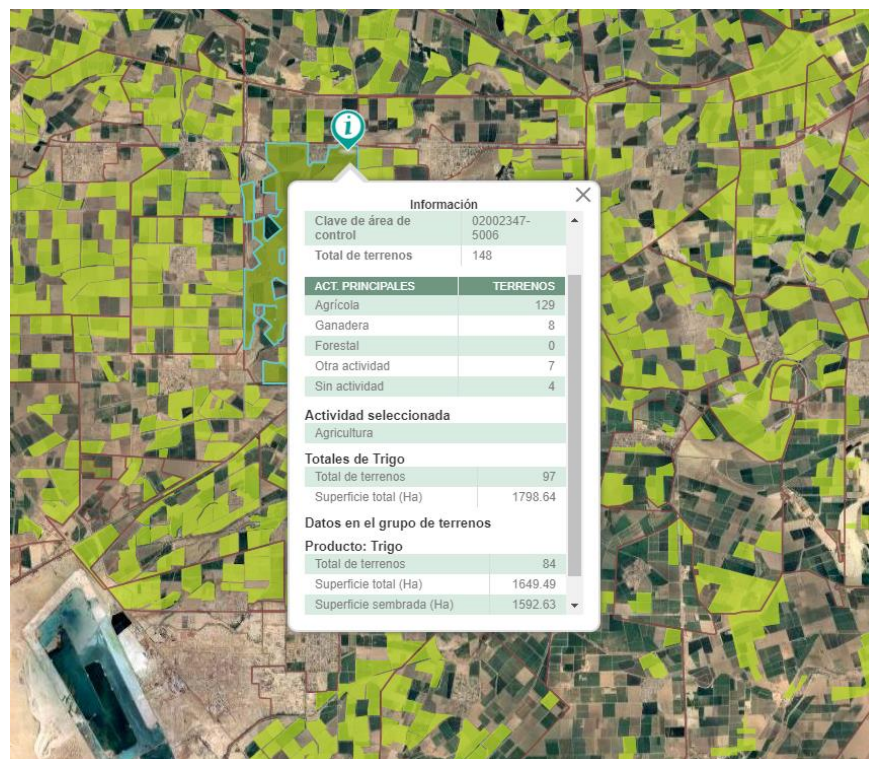 i
Información
Clave de área de 02002347-
control 5006
Total de terrenos 148
ACT. PRINCIPALES TERRENOS
Agrícola 129
Ganadera 8
Forestal 0
Otra actividad 7
Sin actividad 4
Actividad seleccionada
Agricultura
Totales de Trigo
Total de terrenos 97
Superficie total (Ha) 1798.64
Datos en el grupo de terrenos
Producto: Trigo
Total de terrenos 84
Superficie total (Ha) 1649.49
Superficie sembrada (Ha) 1592.63